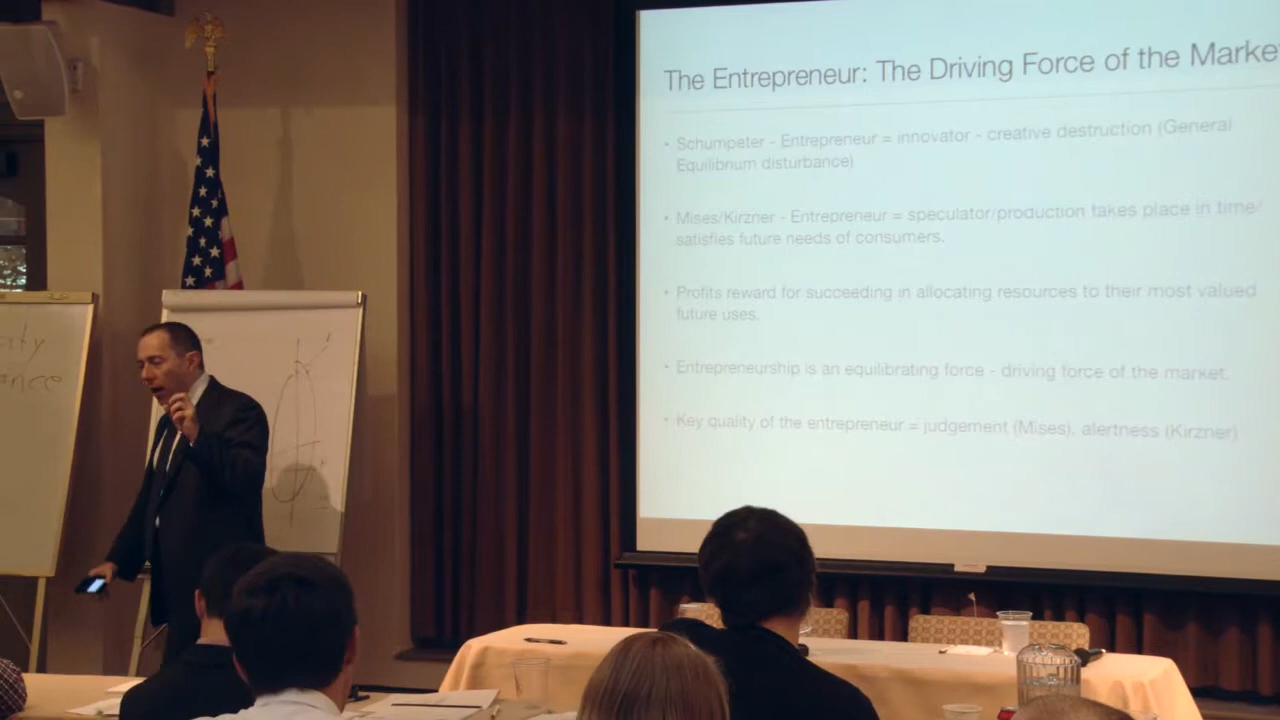 The Entrepreneur: The Driving Force of the Marke
• Schumpeter - Entrepreneur = innovator - creative destruction (General
Equilibrium disturbance)
• Mises/Kirzner - Entrepreneur = speculator/production takes place in time/
satisfies future needs of consumers.
• Profits reward for succeeding in allocating resources to their most valued
future uses.
• Entrepreneurship is an equilibrating force - driving force of the market.
• Key quality of the entrepreneur = judgement (Mises), alertness (Kirzner)